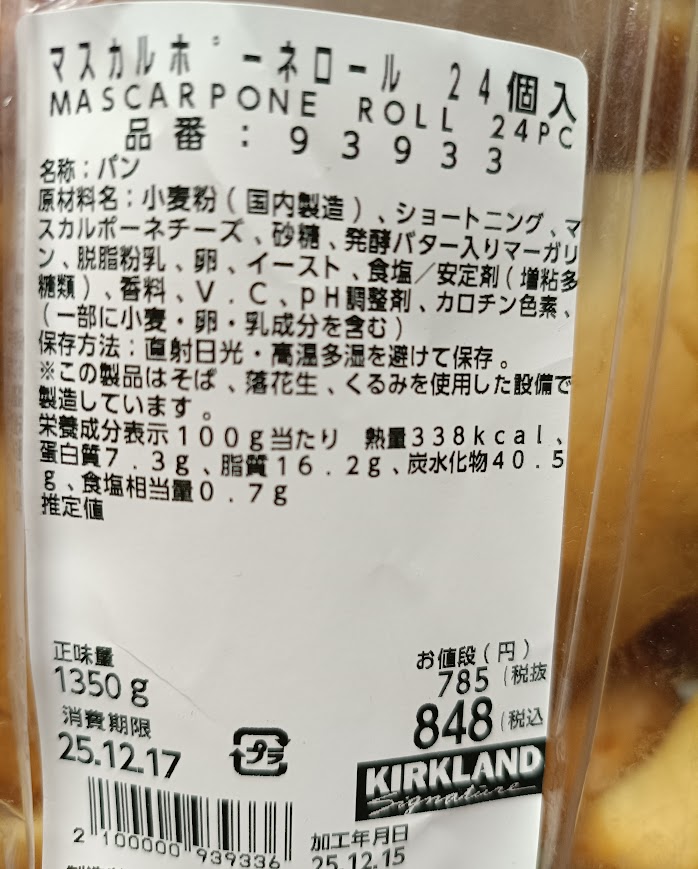 マスカルポーネロール 24個入
MASCARPONE ROLL 24PC
品番:93933
名称:パン
原材料名:小麦粉(国内製造)、ショートニング、マ
スカルポーネチーズ、砂糖、発酵バター入りマーガリ
ン、脱脂粉乳、卵、イースト、食塩/安定剤(増粘多
糖類)、香料、V.C、pH調整剤、カロチン色素、
(一部に小麦・卵・乳成分を含む)
保存方法:直射日光・高温多湿を避けて保存。
※この製品はそば、落花生、くるみを使用した設備で
製造しています。
栄養成分表示100g当たり 熱量338kcal、
蛋白質7.3g、脂質16.2g、炭水化物40.5
g、食塩相当量0.7g
推定値
正味量
1350g
お値段(円)
785(税抜
848(税込
消費期限
25.12.17
プラ
KIRKLAND
Signature
2 100000 939336
加工年月日
25.12.15